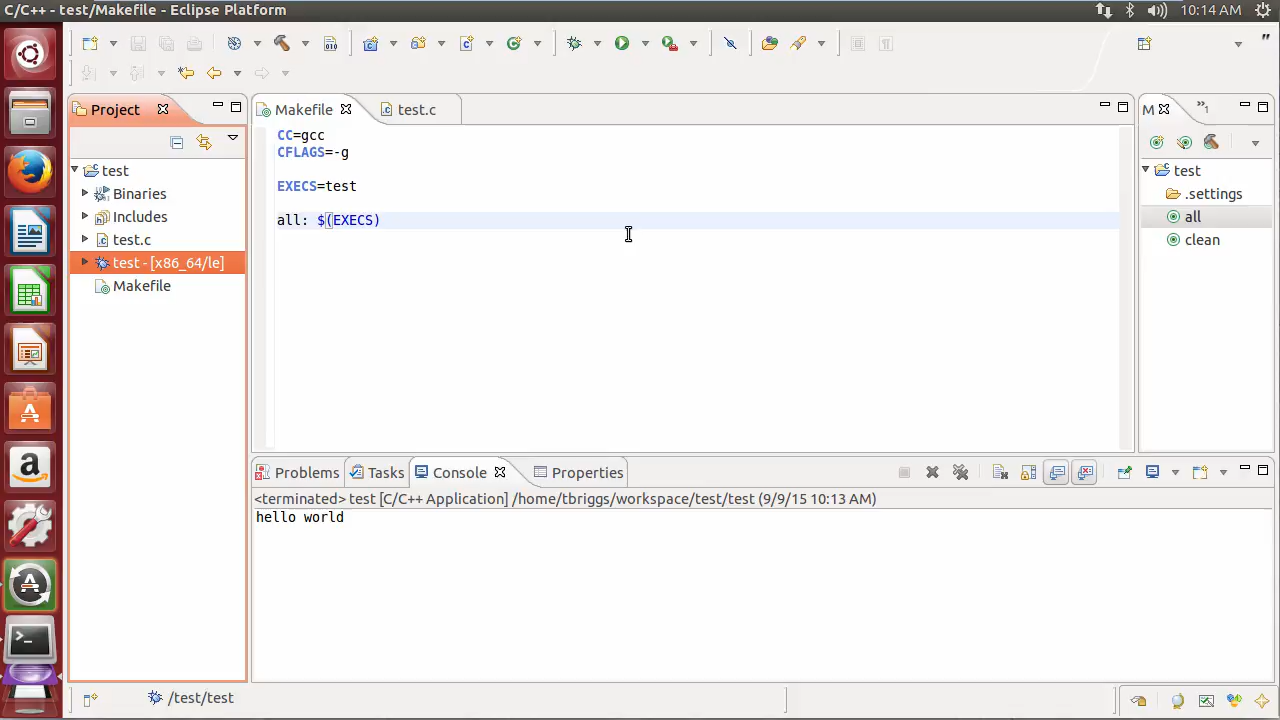 C/C++ - test/Makefile - Eclipse Platform
10:14 AM
Project
Makefile
test.c
M
test
Binaries
Includes
test.c
test - [x86_64/le]
Makefile
CC=gcc
CFLAGS=-g
EXECS=test
all: $(EXECS)
test
.settings
all
clean
Problems
Tasks
Console
Properties
<terminated> test [C/C++ Application] /home/tbriggs/workspace/test/test (9/9/15 10:13 AM)
hello world
/test/test